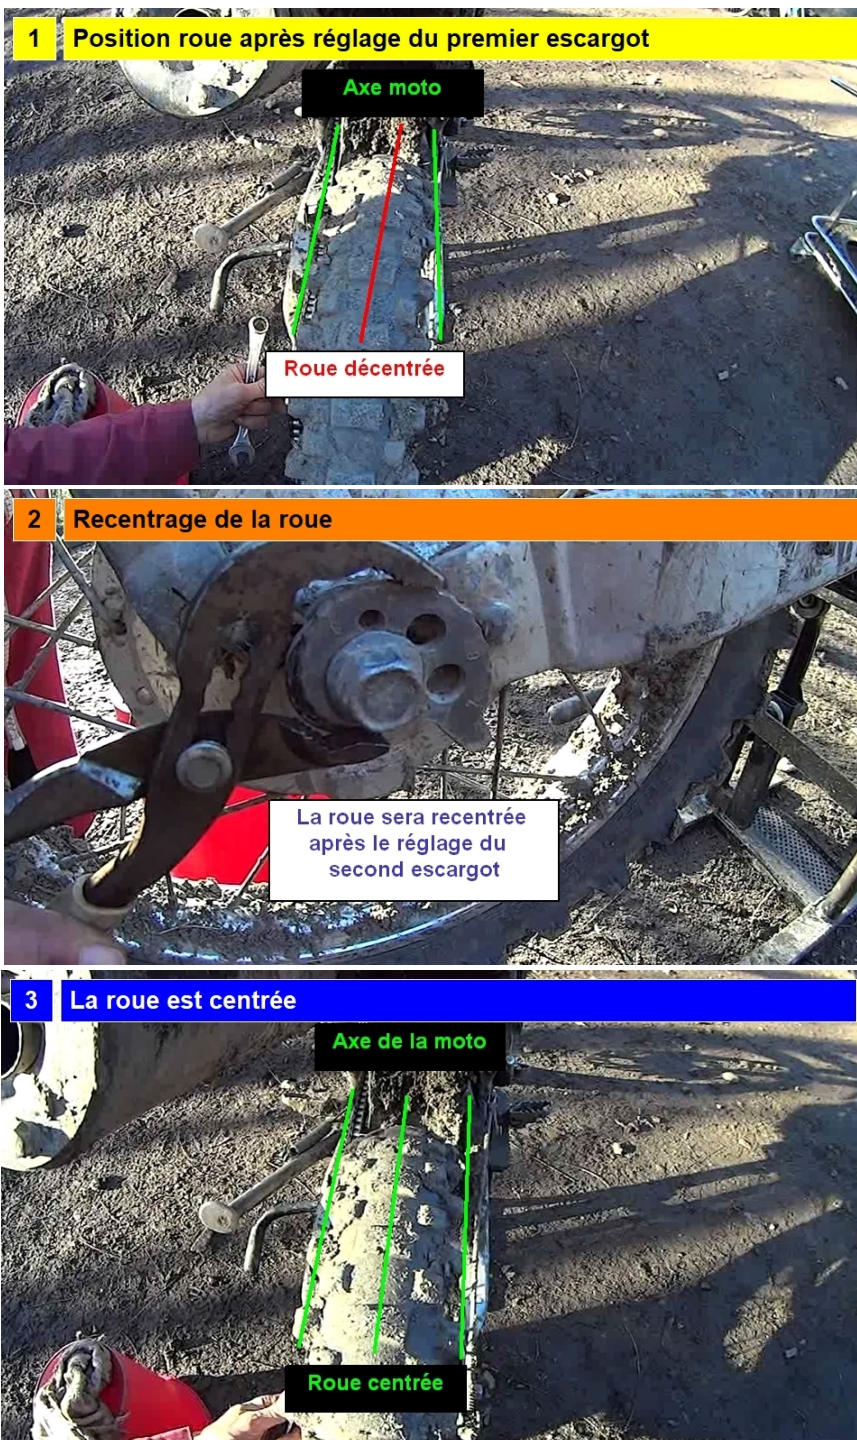 1 Position roue après réglage du premier escargot
Axe moto
Roue décentrée
2 Recentrage de la roue
La roue sera recentrée
après le réglage du
second escargot
3 La roue est centrée
Axe de la moto
Roue centrée